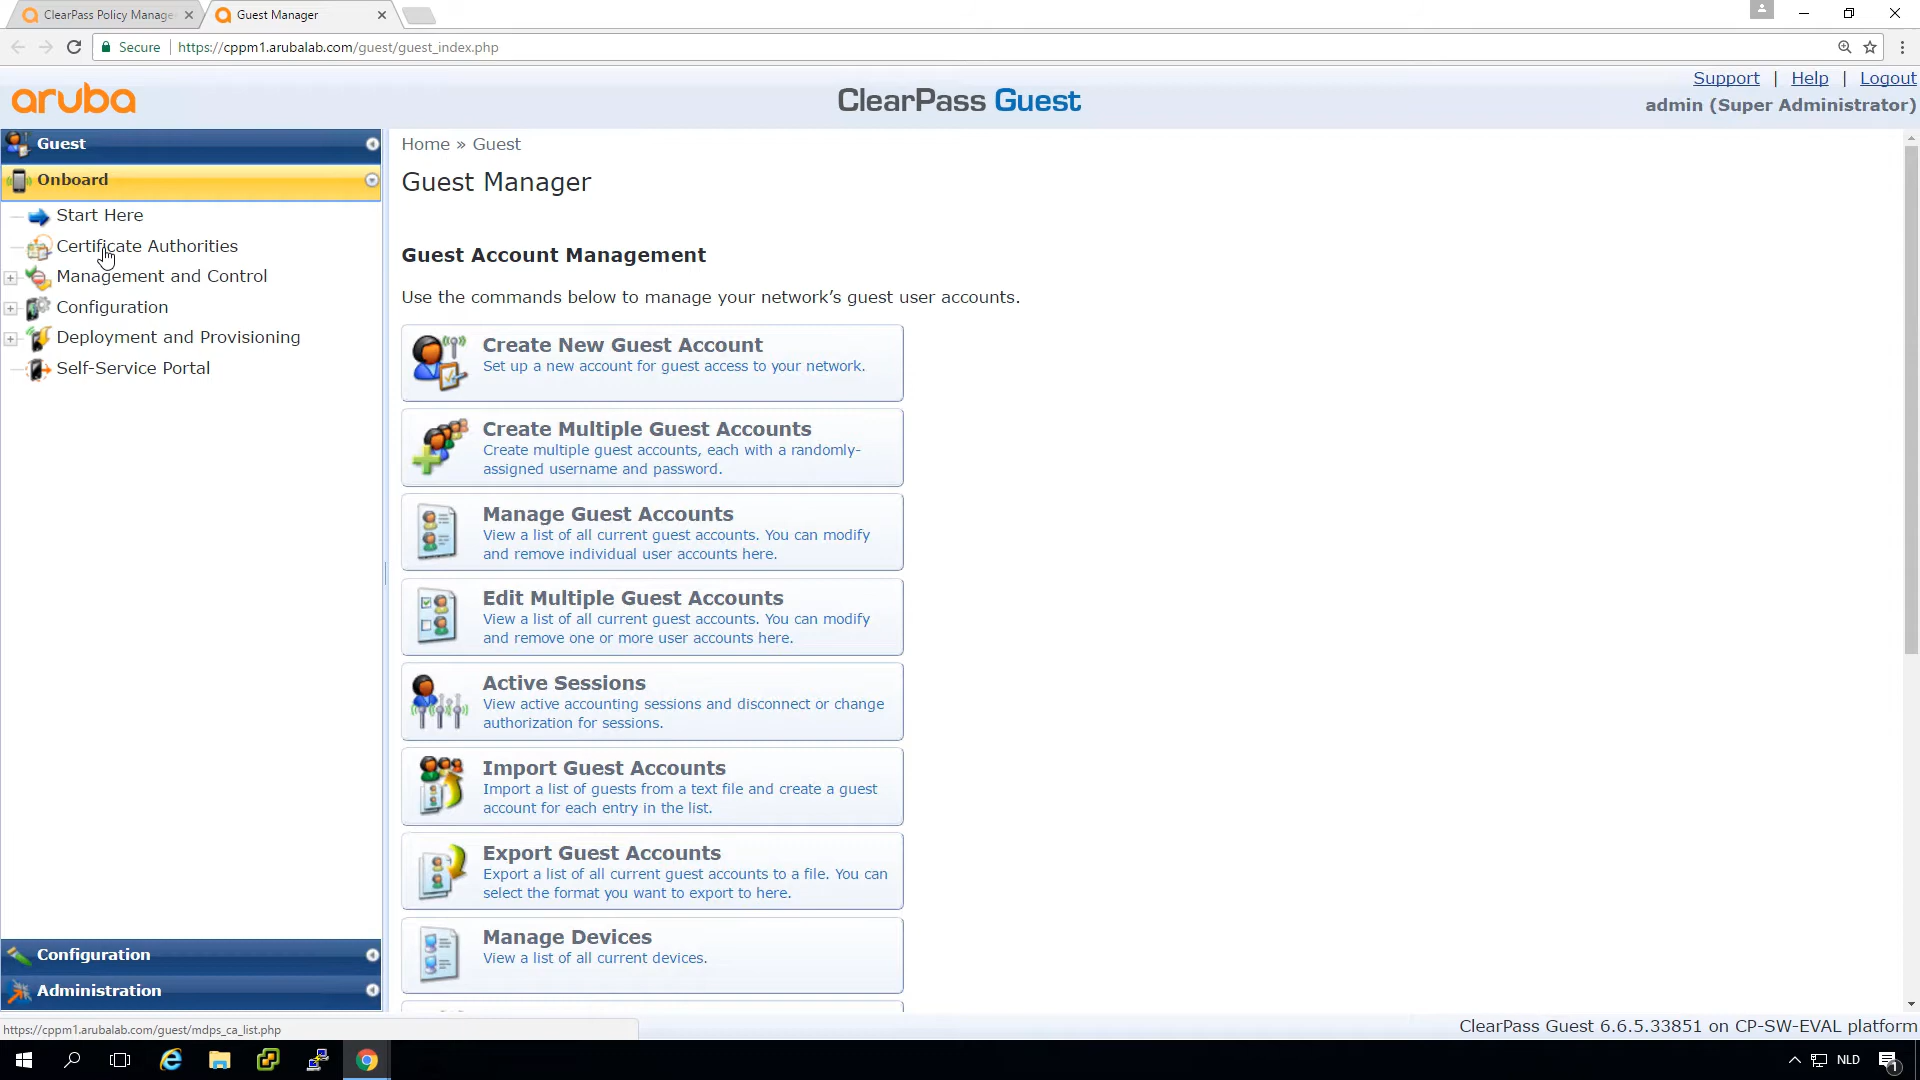 ClearPass Policy Manage
Guest Manager
Secure
https://cppm1.arubalab.com/guest/guest_index.php
aruba
ClearPass Guest
Support | Help | Logout
admin (Super Administrator)
Guest
Onboard
Start Here
Certificate Authorities
Management and Control
Configuration
Deployment and Provisioning
Self-Service Portal
Configuration
Administration
Home » Guest
Guest Manager
Guest Account Management
Use the commands below to manage your network’s guest user accounts.
Create New Guest Account
Set up a new account for guest access to your network.
Create Multiple Guest Accounts
Create multiple guest accounts, each with a randomly-
assigned username and password.
Manage Guest Accounts
View a list of all current guest accounts. You can modify
and remove individual user accounts here.
Edit Multiple Guest Accounts
View a list of all current guest accounts. You can modify
and remove one or more user accounts here.
Active Sessions
View active accounting sessions and disconnect or change
authorization for sessions.
Import Guest Accounts
Import a list of guests from a text file and create a guest
account for each entry in the list.
Export Guest Accounts
Export a list of all current guest accounts to a file. You can
select the format you want to export to here.
Manage Devices
View a list of all current devices.
https://cppm1.arubalab.com/guest/mdps_ca_list.php
ClearPass Guest 6.6.5.33851 on CP-SW-EVAL platform
NLD
1